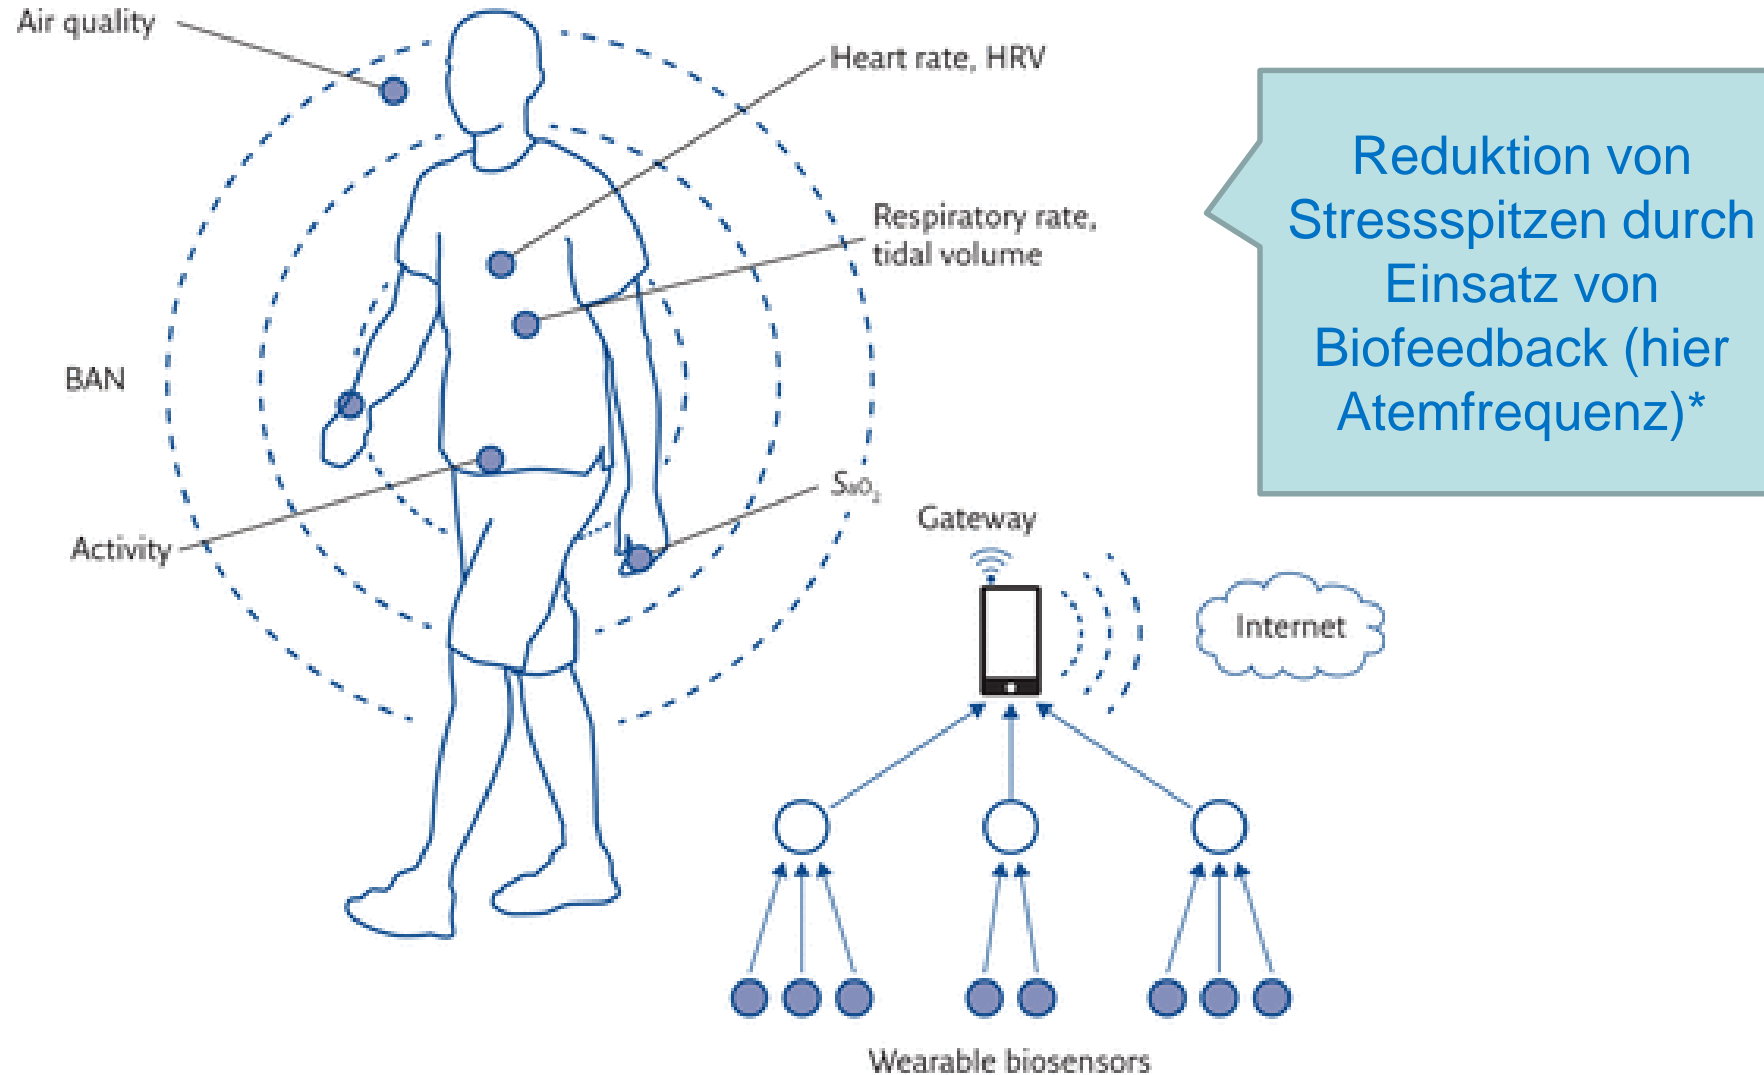 Air quality
Heart rate, HRV
Respiratory rate,
tidal volume
BAN
Activity
SaO₂
Gateway
Internet
Wearable biosensors
Reduktion von
Stressspitzen durch
Einsatz von
Biofeedback (hier
Atemfrequenz)*